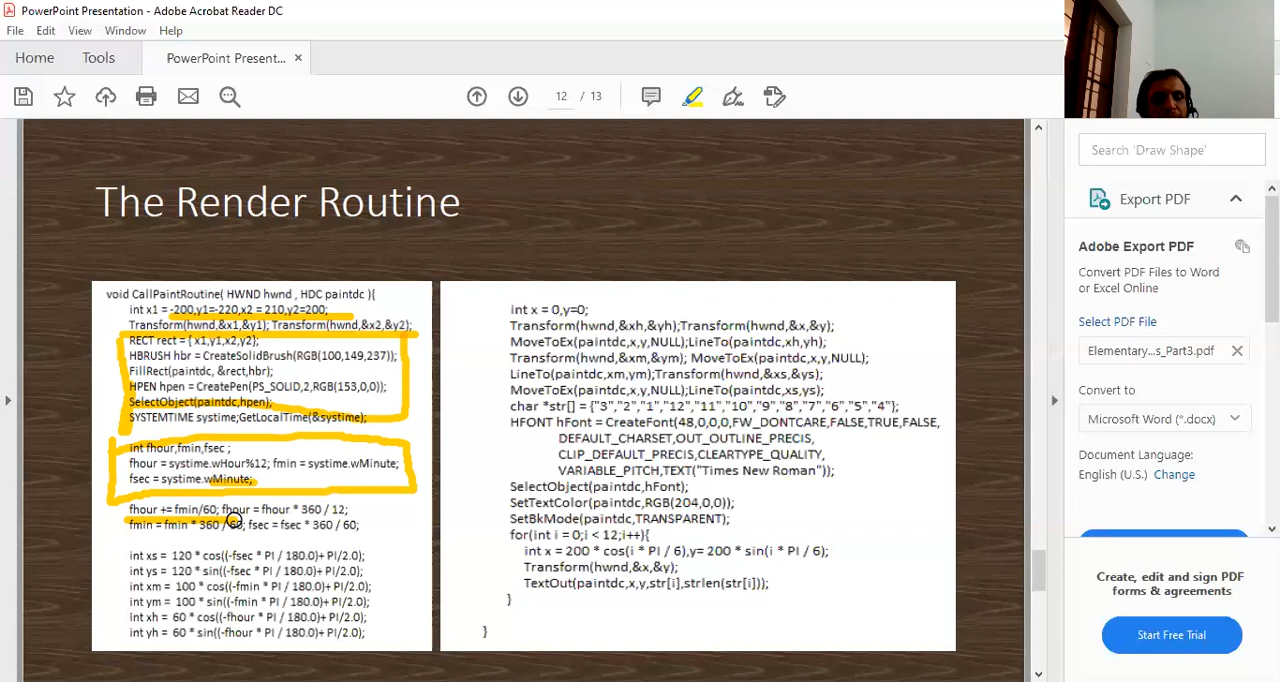 PowerPoint Presentation - Adobe Acrobat Reader DC
File Edit View Window Help
Home Tools PowerPoint Present... ×
12 / 13
Search 'Draw Shape'
The Render Routine
void CallPaintRoutine( HWND hwnd , HDC paintdc ){
int x1 = -200,y1=-220,x2 = 210,y2=200;
Transform(hwnd,&x1,&y1); Transform(hwnd,&x2,&y2);
RECT rect = { x1,y1,x2,y2};
HBRUSH hbr = CreateSolidBrush(RGB(100,149,237));
FillRect(paintdc, &rect,hbr);
HPEN hpen = CreatePen(PS_SOLID,2,RGB(153,0,0));
SelectObject(paintdc,hpen);
SYSTEMTIME systime;GetLocalTime(&systime);
int fhour,fmin,fsec ;
fhour = systime.wHour%12; fmin = systime.wMinute;
fsec = systime.wMinute;
fhour += fmin/60; fhour = fhour * 360 / 12;
fmin = fmin * 360 / 60; fsec = fsec * 360 / 60;
int xs = 120 * cos((-fsec * PI / 180.0)+ PI/2.0);
int ys = 120 * sin((-fsec * PI / 180.0)+ PI/2.0);
int xm = 100 * cos((-fmin * PI / 180.0)+ PI/2.0);
int ym = 100 * sin((-fmin * PI / 180.0)+ PI/2.0);
int xh = 60 * cos((-fhour * PI / 180.0)+ PI/2.0);
int yh = 60 * sin((-fhour * PI / 180.0)+ PI/2.0);
int x = 0,y=0;
Transform(hwnd,&xh,&yh);Transform(hwnd,&x,&y);
MoveToEx(paintdc,x,y,NULL);LineTo(paintdc,xh,yh);
Transform(hwnd,&xm,&ym); MoveToEx(paintdc,x,y,NULL);
LineTo(paintdc,xm,ym);Transform(hwnd,&xs,&ys);
MoveToEx(paintdc,x,y,NULL);LineTo(paintdc,xs,ys);
char *str[] = {"3","2","1","12","11","10","9","8","7","6","5","4"};
HFONT hFont = CreateFont(48,0,0,0,FW_DONTCARE,FALSE,TRUE,FALSE,
DEFAULT_CHARSET,OUT_OUTLINE_PRECIS,
CLIP_DEFAULT_PRECIS,CLEARTYPE_QUALITY,
VARIABLE_PITCH,TEXT("Times New Roman"));
SelectObject(paintdc,hFont);
SetTextColor(paintdc,RGB(204,0,0));
SetBkMode(paintdc,TRANSPARENT);
for(int i = 0;i < 12;i++){
int x = 200 * cos(i * PI / 6),y= 200 * sin(i * PI / 6);
Transform(hwnd,&x,&y);
TextOut(paintdc,x,y,str[i],strlen(str[i]));
}
}
Export PDF
Adobe Export PDF
Convert PDF Files to Word
or Excel Online
Select PDF File
Elementary...s_Part3.pdf
Convert to
Microsoft Word (*.docx)
Document Language:
English (U.S.) Change
Create, edit and sign PDF
forms & agreements
Start Free Trial